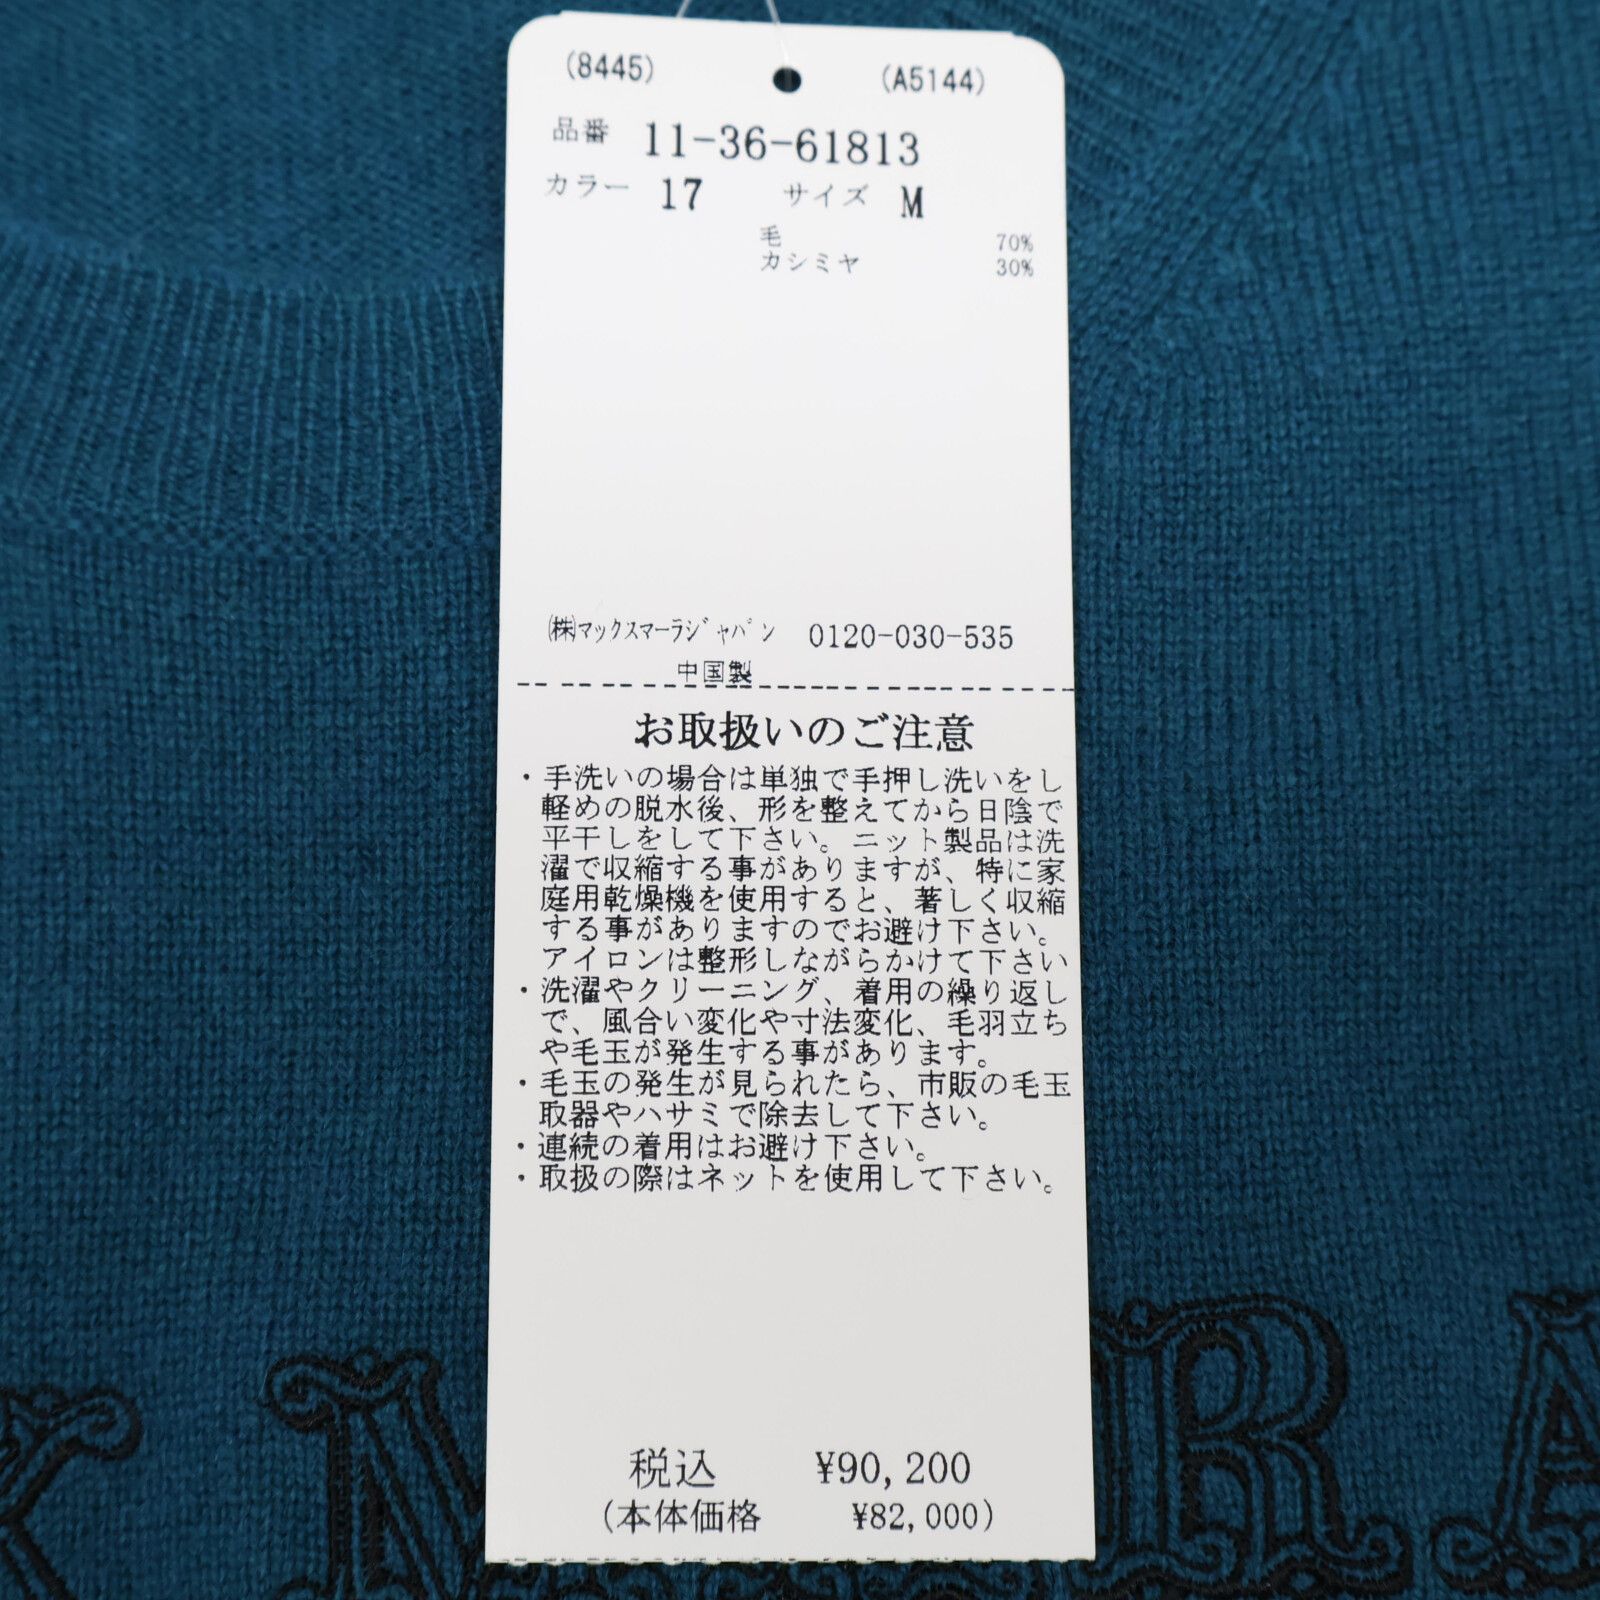 (8445) (A5144)
品番 11-36-61813
カラー 17 サイズ M
毛 70%
カシミヤ 30%
㈱マックスマーラジャパン 0120-030-535
中国製
お取扱いのご注意
・手洗いの場合は単独で手押し洗いをし
軽めの脱水後、形を整えてから日陰で
平干しをして下さい。ニット製品は洗
濯で収縮する事がありますが、特に家
庭用乾燥機を使用すると、著しく収縮
する事がありますのでお避け下さい。
アイロンは整形しながらかけて下さい
・洗濯やクリーニング、着用の繰り返し
で、風合い変化や寸法変化、毛羽立ち
や毛玉が発生する事があります。
・毛玉の発生が見られたら、市販の毛玉
取器やハサミで除去して下さい。
・連続の着用はお避け下さい。
・取扱の際はネットを使用して下さい。
税込 ¥90,200
(本体価格 ¥82,000)